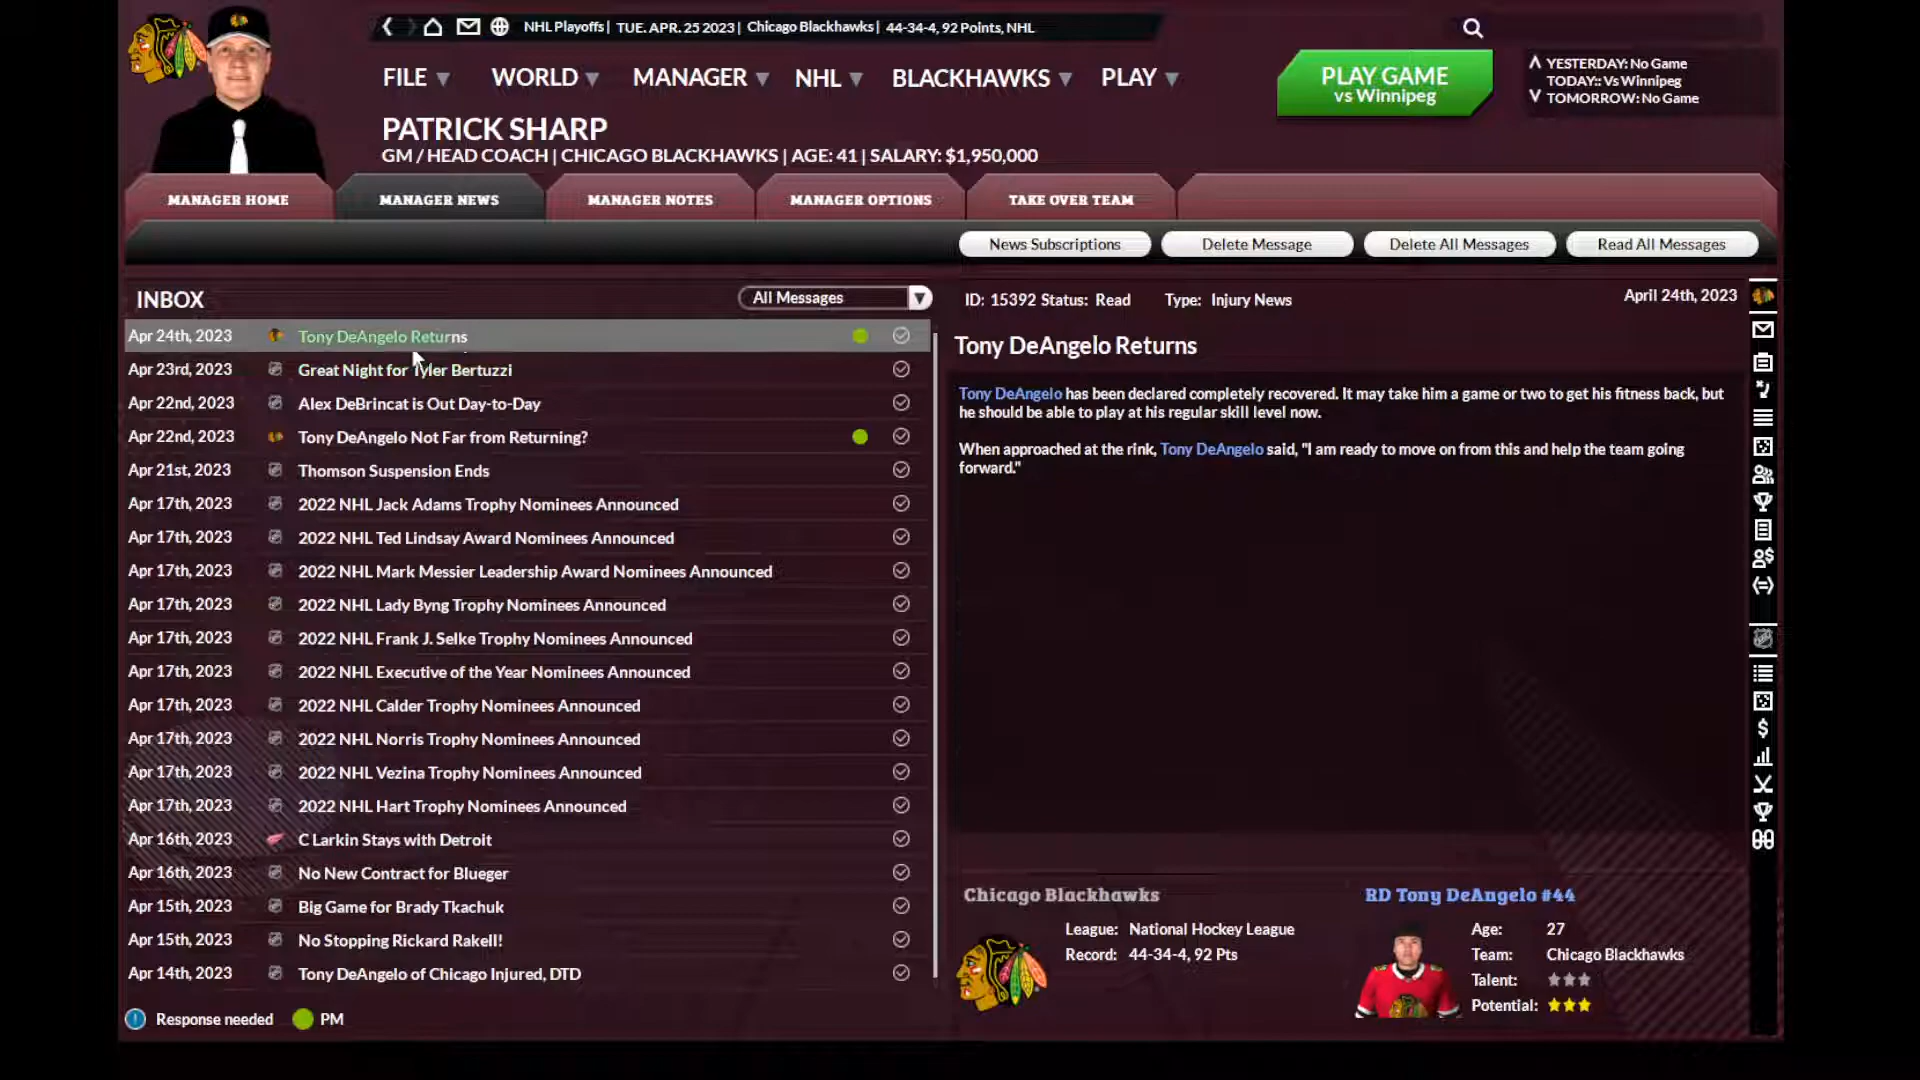 NHL Playoffs| TUE. APR. 25 2023 | Chicago Blackhawks | 44-34-4, 92 Points, NHL
FILE WORLD MANAGER NHL BLACKHAWKS PLAY
PLAY GAME
vs Winnipeg
YESTERDAY: No Game
TODAY:: Vs Winnipeg
TOMORROW: No Game
PATRICK SHARP
GM / HEAD COACH | CHICAGO BLACKHAWKS | AGE: 41 | SALARY: $1,950,000
MANAGER HOME MANAGER NEWS MANAGER NOTES MANAGER OPTIONS TAKE OVER TEAM
News Subscriptions Delete Message Delete All Messages Read All Messages
INBOX All Messages
Apr 24th, 2023 Tony DeAngelo Returns
Apr 23rd, 2023 Great Night for Tyler Bertuzzi
Apr 22nd, 2023 Alex DeBrincat is Out Day-to-Day
Apr 22nd, 2023 Tony DeAngelo Not Far from Returning?
Apr 21st, 2023 Thomson Suspension Ends
Apr 17th, 2023 2022 NHL Jack Adams Trophy Nominees Announced
Apr 17th, 2023 2022 NHL Ted Lindsay Award Nominees Announced
Apr 17th, 2023 2022 NHL Mark Messier Leadership Award Nominees Announced
Apr 17th, 2023 2022 NHL Lady Byng Trophy Nominees Announced
Apr 17th, 2023 2022 NHL Frank J. Selke Trophy Nominees Announced
Apr 17th, 2023 2022 NHL Executive of the Year Nominees Announced
Apr 17th, 2023 2022 NHL Calder Trophy Nominees Announced
Apr 17th, 2023 2022 NHL Norris Trophy Nominees Announced
Apr 17th, 2023 2022 NHL Vezina Trophy Nominees Announced
Apr 17th, 2023 2022 NHL Hart Trophy Nominees Announced
Apr 16th, 2023 C Larkin Stays with Detroit
Apr 16th, 2023 No New Contract for Blueger
Apr 15th, 2023 Big Game for Brady Tkachuk
Apr 15th, 2023 No Stopping Rickard Rakell!
Apr 14th, 2023 Tony DeAngelo of Chicago Injured, DTD
Response needed PM
ID: 15392 Status: Read Type: Injury News April 24th, 2023
Tony DeAngelo Returns
Tony DeAngelo has been declared completely recovered. It may take him a game or two to get his fitness back, but
he should be able to play at his regular skill level now.
When approached at the rink, Tony DeAngelo said, "I am ready to move on from this and help the team going
forward."
Chicago Blackhawks
League: National Hockey League
Record: 44-34-4, 92 Pts
RD Tony DeAngelo #44
Age: 27
Team: Chicago Blackhawks
Talent:
Potential: